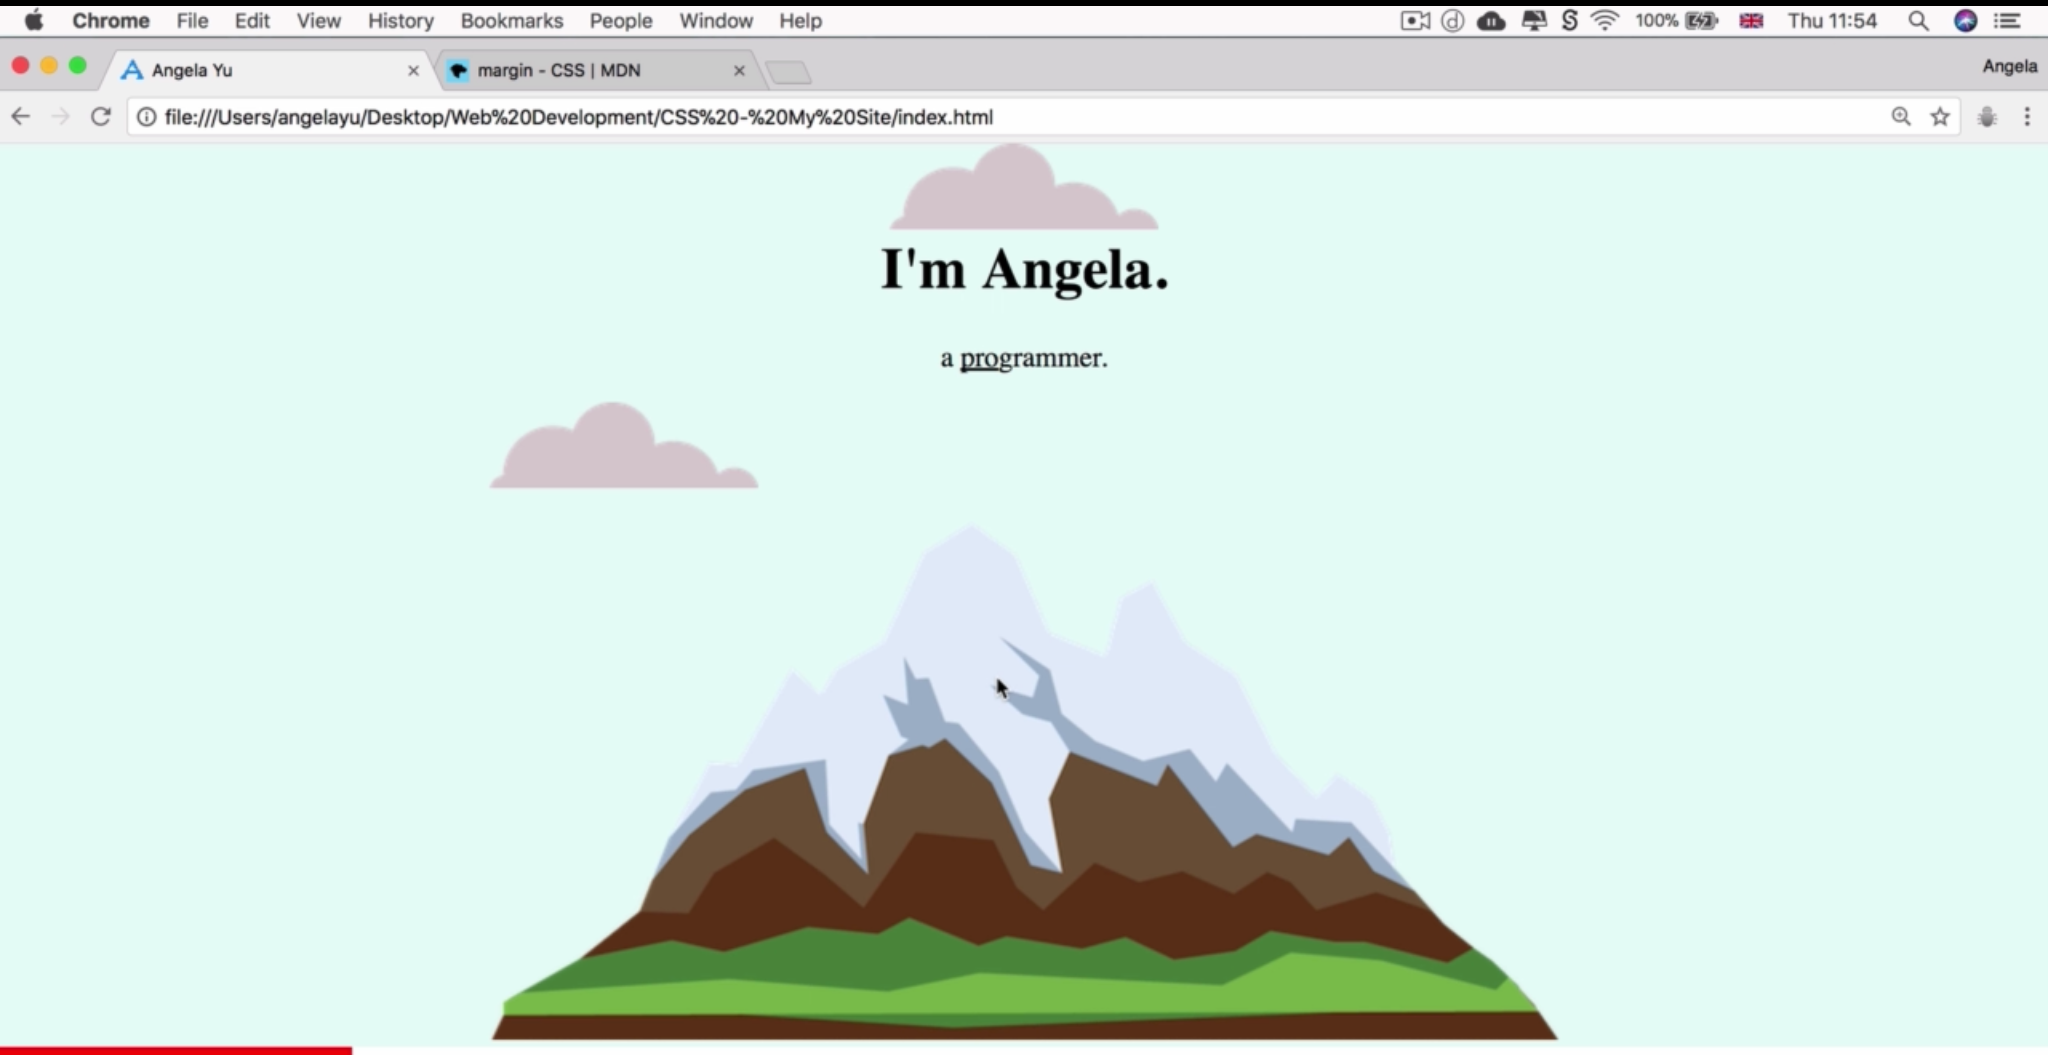 Chrome File Edit View History Bookmarks People Window Help 100% Thu 11:54
Angela Yu margin - CSS | MDN Angela
file:///Users/angelayu/Desktop/Web%20Development/CSS%20-%20My%20Site/index.html
I'm Angela.
a programmer.